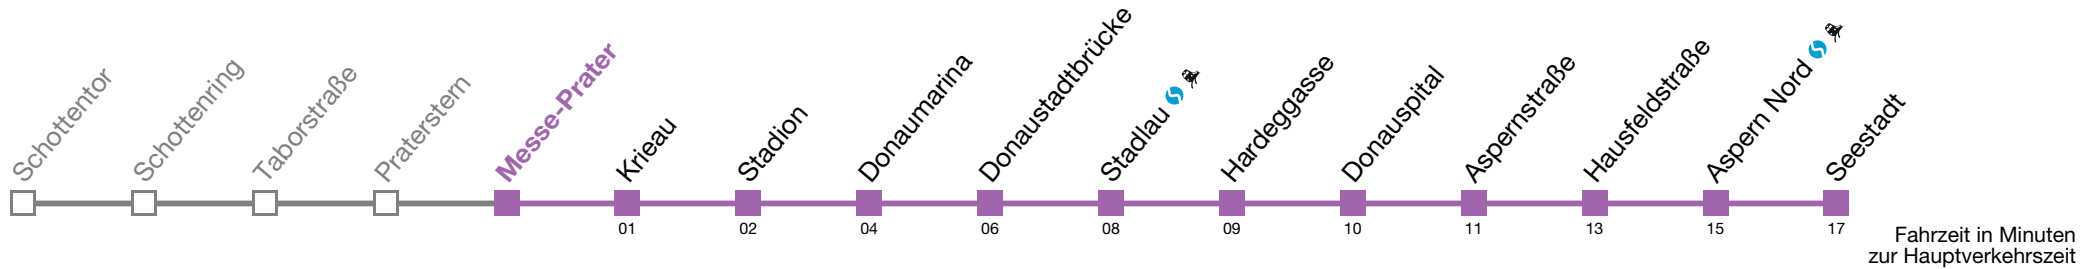 Schottentor
Schottenring
Taborstraße
Praterstern
Messe-Prater
Krieau
Stadion
Donaumarina
Donaustadtbrücke
Stadlau
Hardeggasse
Donauspital
Aspernstraße
Hausfeldstraße
Aspern Nord
Seestadt
01
02
04
06
08
09
10
11
13
15
17
Fahrzeit in Minuten
zur Hauptverkehrszeit